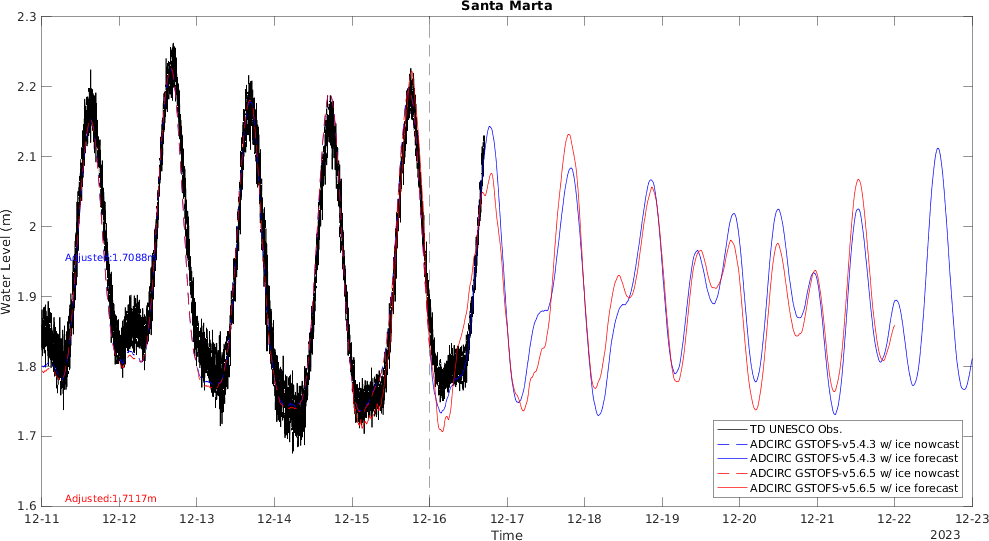 Santa Marta
2.3
2.2
2.1
2
1.9
1.8
1.7
1.6
Water Level (m)
Adjusted:1.7088m
Adjusted:1.7117m
TD UNESCO Obs.
ADCIRC GSTOFS-v5.4.3 w/ ice nowcast
ADCIRC GSTOFS-v5.4.3 w/ ice forecast
ADCIRC GSTOFS-v5.6.5 w/ ice nowcast
ADCIRC GSTOFS-v5.6.5 w/ ice forecast
12-11 12-12 12-13 12-14 12-15 12-16 12-17 12-18 12-19 12-20 12-21 12-22 12-23
Time
2023